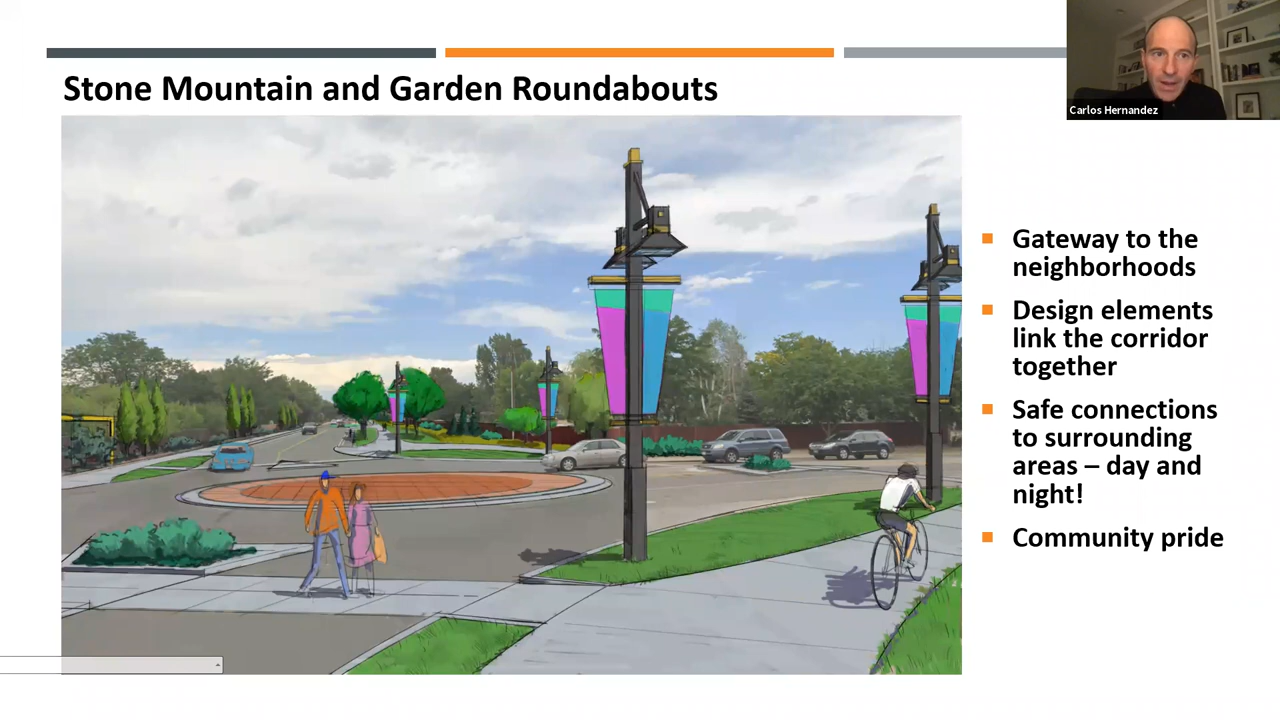 Stone Mountain and Garden Roundabouts
Carlos Hernandez
Gateway to the
neighborhoods
Design elements
link the corridor
together
Safe connections
to surrounding
areas – day and
night!
Community pride